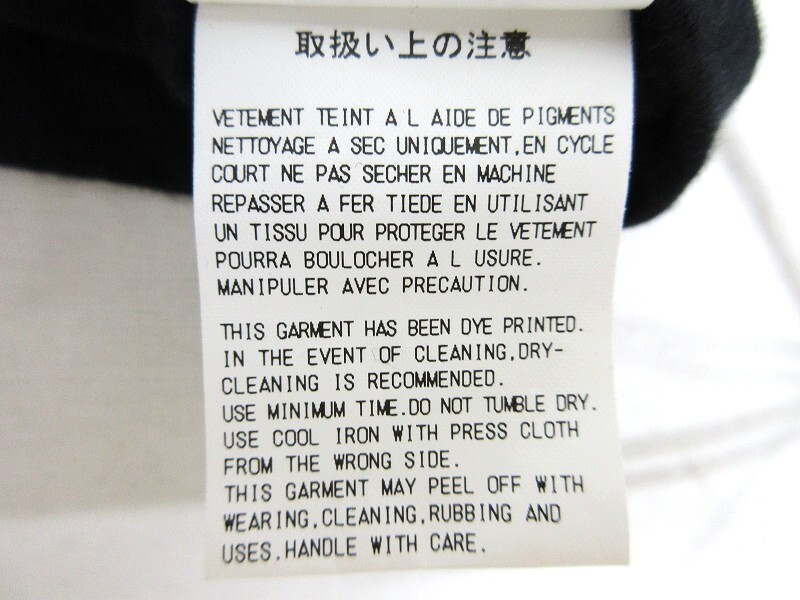 取扱い上の注意
VETEMENT TEINT A L AIDE DE PIGMENTS
NETTOYAGE A SEC UNIQUEMENT,EN CYCLE
COURT NE PAS SECHER EN MACHINE
REPASSER A FER TIEDE EN UTILISANT
UN TISSU POUR PROTEGER LE VETEMENT
POURRA BOULOCHER A L USURE.
MANIPULER AVEC PRECAUTION.
THIS GARMENT HAS BEEN DYE PRINTED.
IN THE EVENT OF CLEANING,DRY-
CLEANING IS RECOMMENDED.
USE MINIMUM TIME.DO NOT TUMBLE DRY.
USE COOL IRON WITH PRESS CLOTH
FROM THE WRONG SIDE.
THIS GARMENT MAY PEEL OFF WITH
WEARING,CLEANING,RUBBING AND
USES.HANDLE WITH CARE.